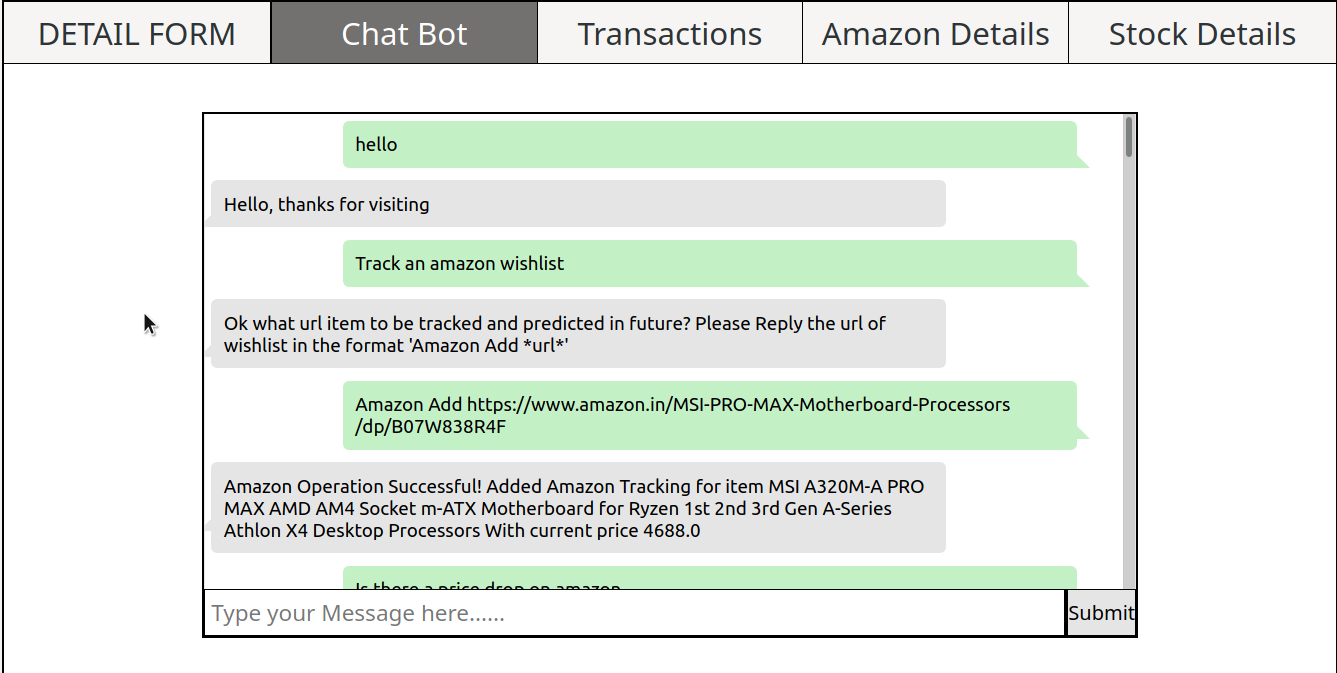 DETAIL FORM
Chat Bot
Transactions
Amazon Details
Stock Details
hello
Hello, thanks for visiting
Track an amazon wishlist
Ok what url item to be tracked and predicted in future? Please Reply the url of
wishlist in the format 'Amazon Add *url*'
Amazon Add https://www.amazon.in/MSI-PRO-MAX-Motherboard-Processors
/dp/B07W838R4F
Amazon Operation Successful! Added Amazon Tracking for item MSI A320M-A PRO
MAX AMD AM4 Socket m-ATX Motherboard for Ryzen 1st 2nd 3rd Gen A-Series
Athlon X4 Desktop Processors With current price 4688.0
Is there a price drop on amazon
Type your Message here......
Submit